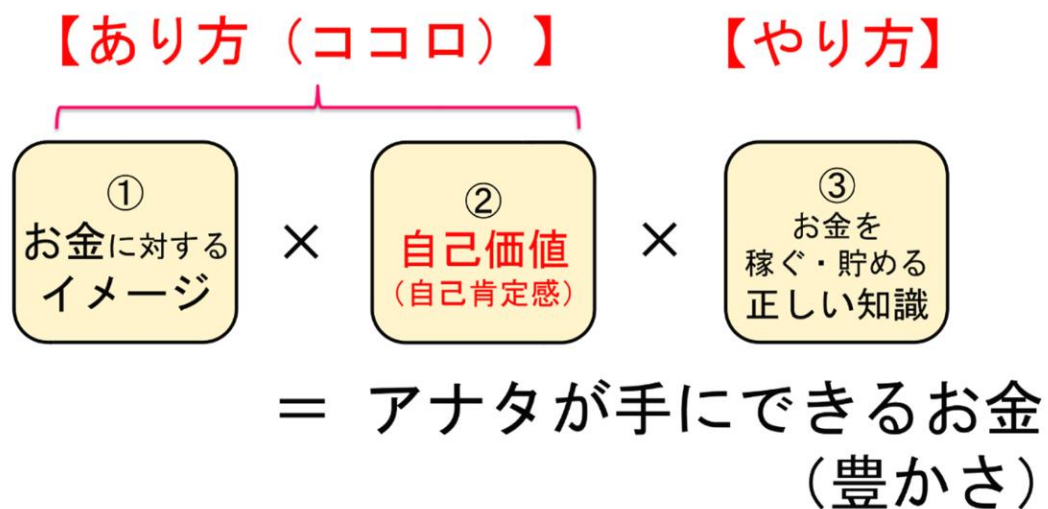 【あり方（ココロ）】
【やり方】
①
お金に対する
イメージ
×
②
自己価値
（自己肯定感）
×
③
お金を
稼ぐ・貯める
正しい知識
＝ アナタが手にできるお金
（豊かさ）